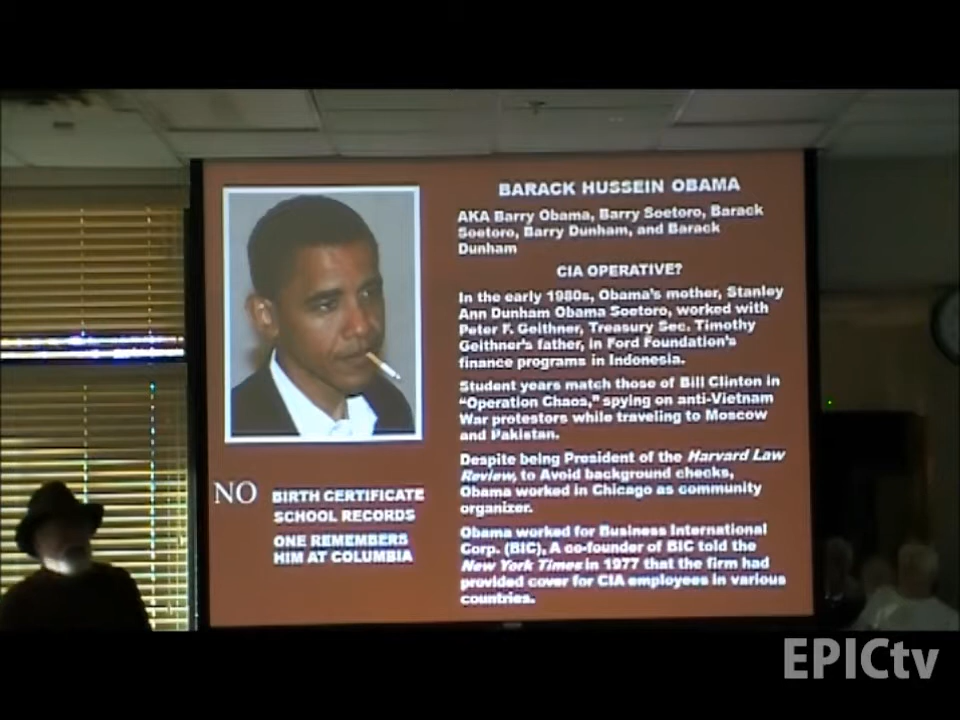 BARACK HUSSEIN OBAMA
AKA Barry Obama, Barry Soetoro, Barack
Soetoro, Barry Dunham, and Barack
Dunham
CIA OPERATIVE?
In the early 1980s, Obama's mother, Stanley
Ann Dunham Obama Soetoro, worked with
Peter F. Geithner, Treasury Sec. Timothy
Geithner's father, in Ford Foundation's
finance programs in Indonesia.
Student years match those of Bill Clinton in
"Operation Chaos," spying on anti-Vietnam
War protestors while traveling to Moscow
and Pakistan.
Despite being President of the Harvard Law
Review, to Avoid background checks,
Obama worked in Chicago as community
organizer.
Obama worked for Business International
Corp. (BIC), A co-founder of BIC told the
New York Times in 1977 that the firm had
provided cover for CIA employees in various
countries.
NO BIRTH CERTIFICATE
SCHOOL RECORDS
ONE REMEMBERS
HIM AT COLUMBIA
EPICtv